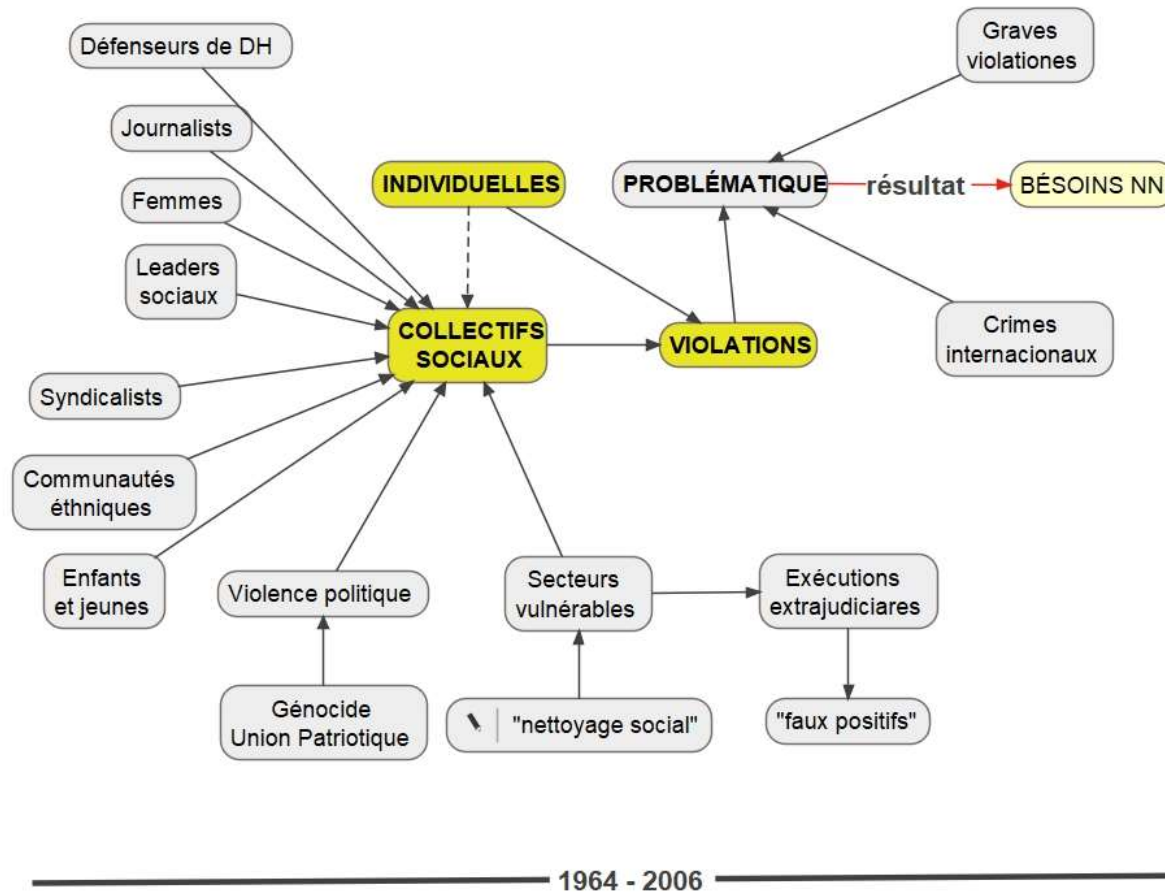 Défenseurs de DH
Graves
violationes
Journalists
INDIVIDUELLES
PROBLÉMATIQUE
résultat
BÉSOINS NN
Femmes
Leaders
sociaux
COLLECTIFS
SOCIAUX
VIOLATIONS
Crimes
internacionaux
Syndicalists
Communautés
éthniques
Enfants
et jeunes
Violence politique
Secteurs
vulnérables
Exécutions
extrajudiciares
Génocide
Union Patriotique
"nettoyage social"
"faux positifs"
1964 - 2006